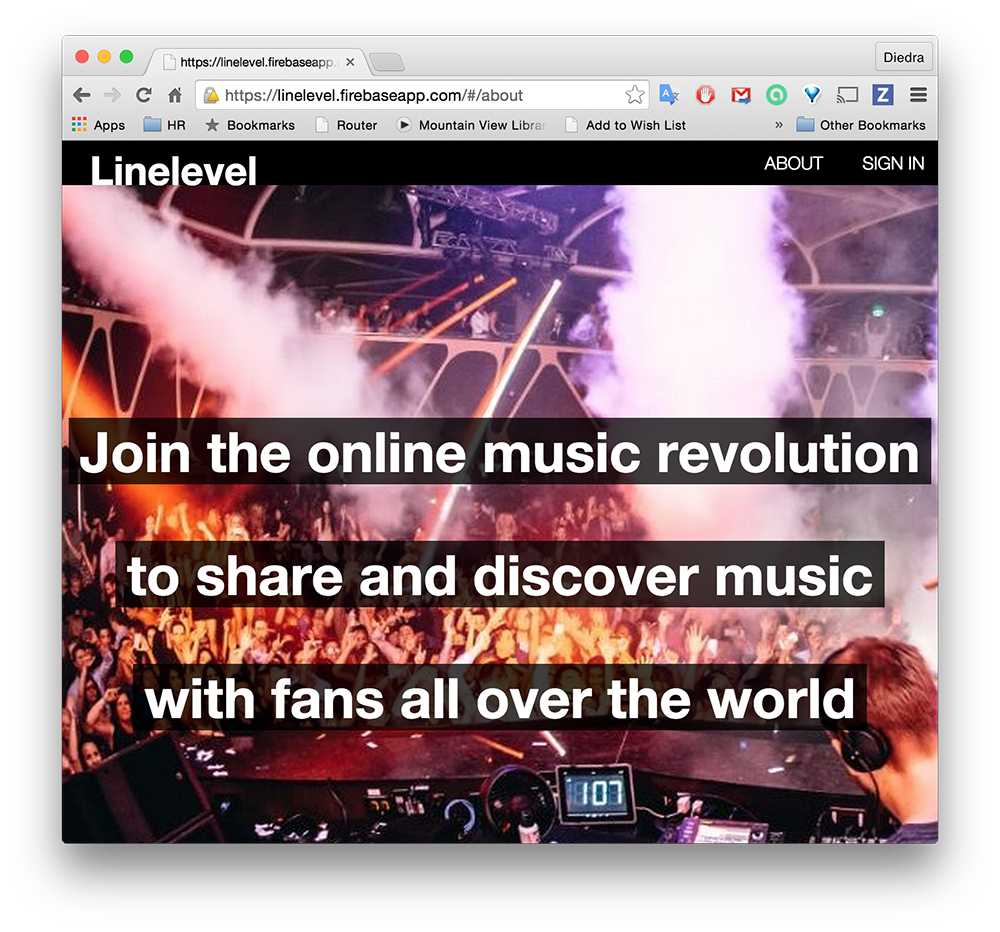 https://linelevel.firebaseapp.
Diedra
https://linelevel.firebaseapp.com/#/about
Apps HR Bookmarks Router Mountain View Libra Add to Wish List » Other Bookmarks
Linelevel ABOUT SIGN IN
Join the online music revolution
to share and discover music
with fans all over the world
107